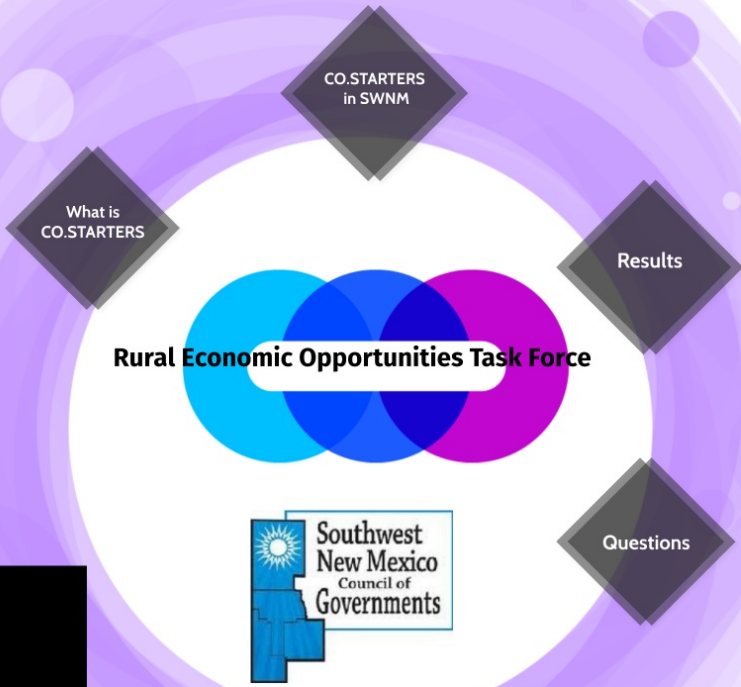 CO.STARTERS
in SWNM
What is
CO.STARTERS
Results
Rural Economic Opportunities Task Force
Questions
Southwest
New Mexico
Council of
Governments